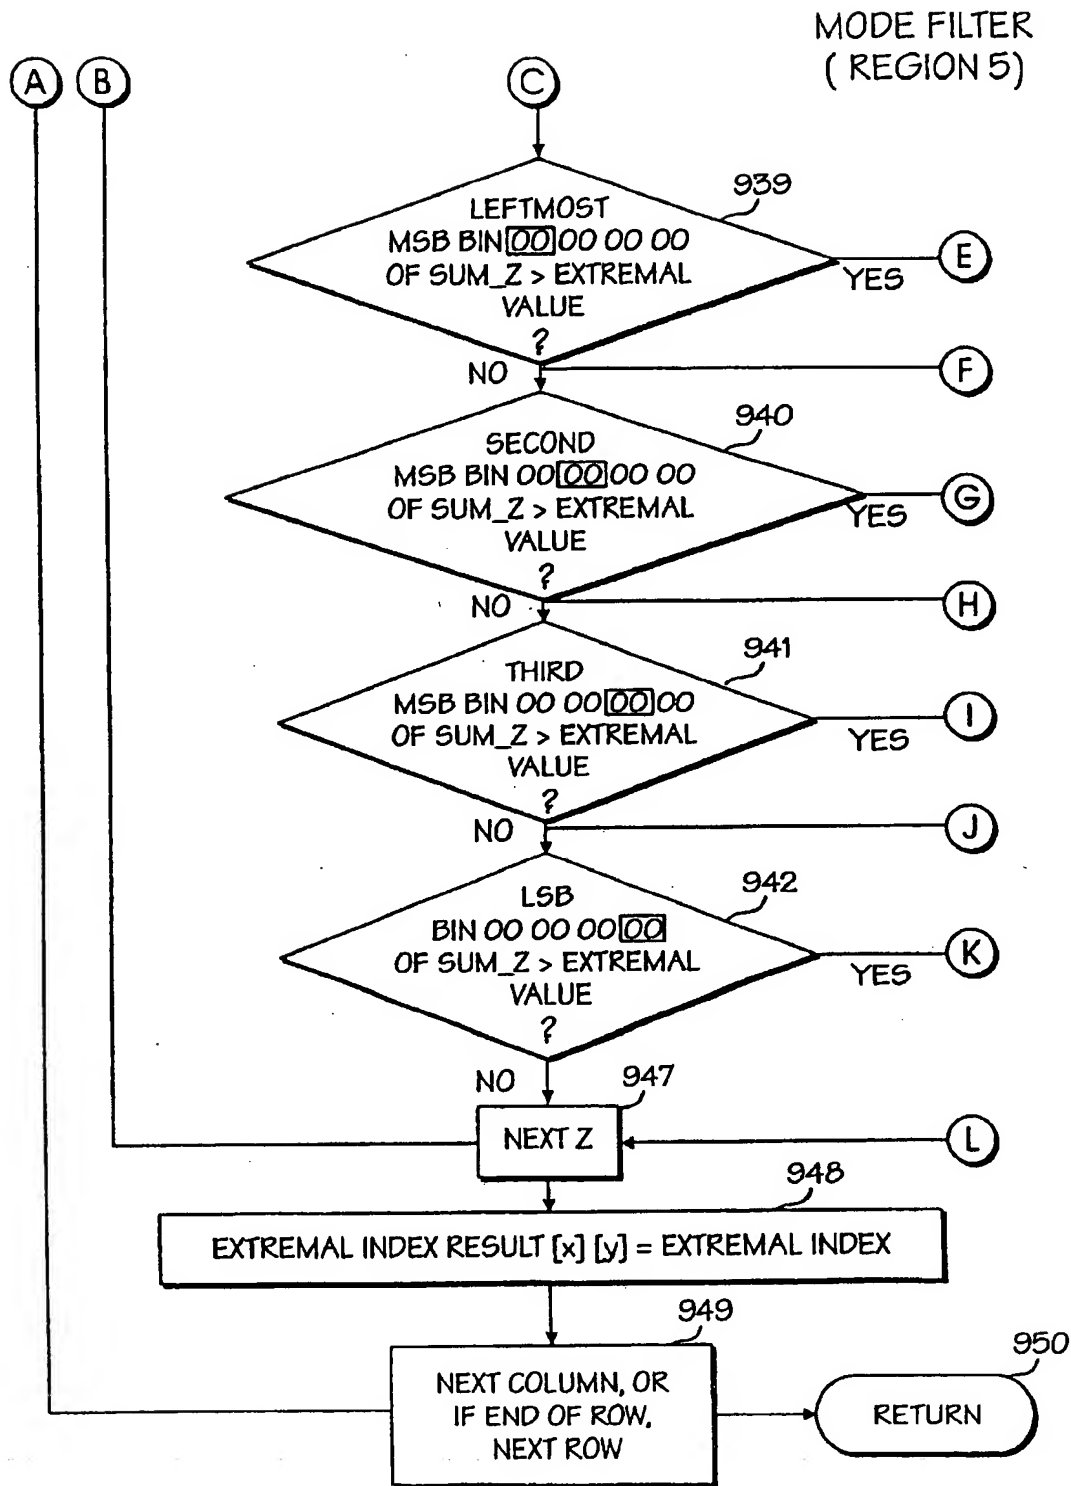 MODE FILTER
( REGION 5)
A
B
C
939
LEFTMOST
MSB BIN 00 00 00 00
OF SUM_Z > EXTREMAL
VALUE
?
YES
E
NO
F
940
SECOND
MSB BIN 00 00 00 00
OF SUM_Z > EXTREMAL
VALUE
?
YES
G
NO
H
941
THIRD
MSB BIN 00 00 00 00
OF SUM_Z > EXTREMAL
VALUE
?
YES
I
NO
J
942
LSB
BIN 00 00 00 00
OF SUM_Z > EXTREMAL
VALUE
?
YES
K
NO
947
NEXT Z
L
948
EXTREMAL INDEX RESULT [x] [y] = EXTREMAL INDEX
949
NEXT COLUMN, OR
IF END OF ROW,
NEXT ROW
950
RETURN